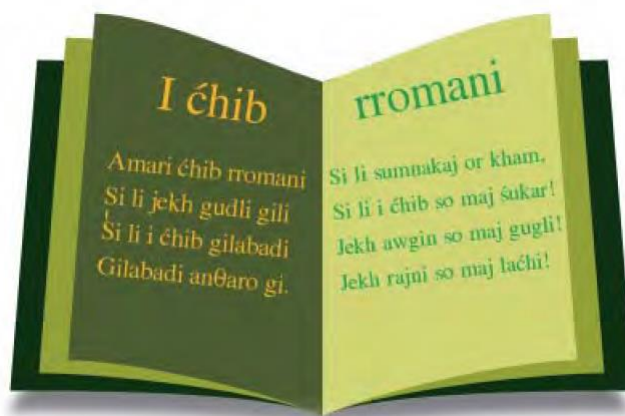 I ćhib
Amari ćhib rromani
Si li jekh gudli gili
Si li i ćhib gilabadi
Gilabadi anθaro gi.
rromani
Si li sumnakaj or kham,
Si li i ćhib so maj śukar!
Jekh awgin so maj gugli!
Jekh rajni so maj laćhi!